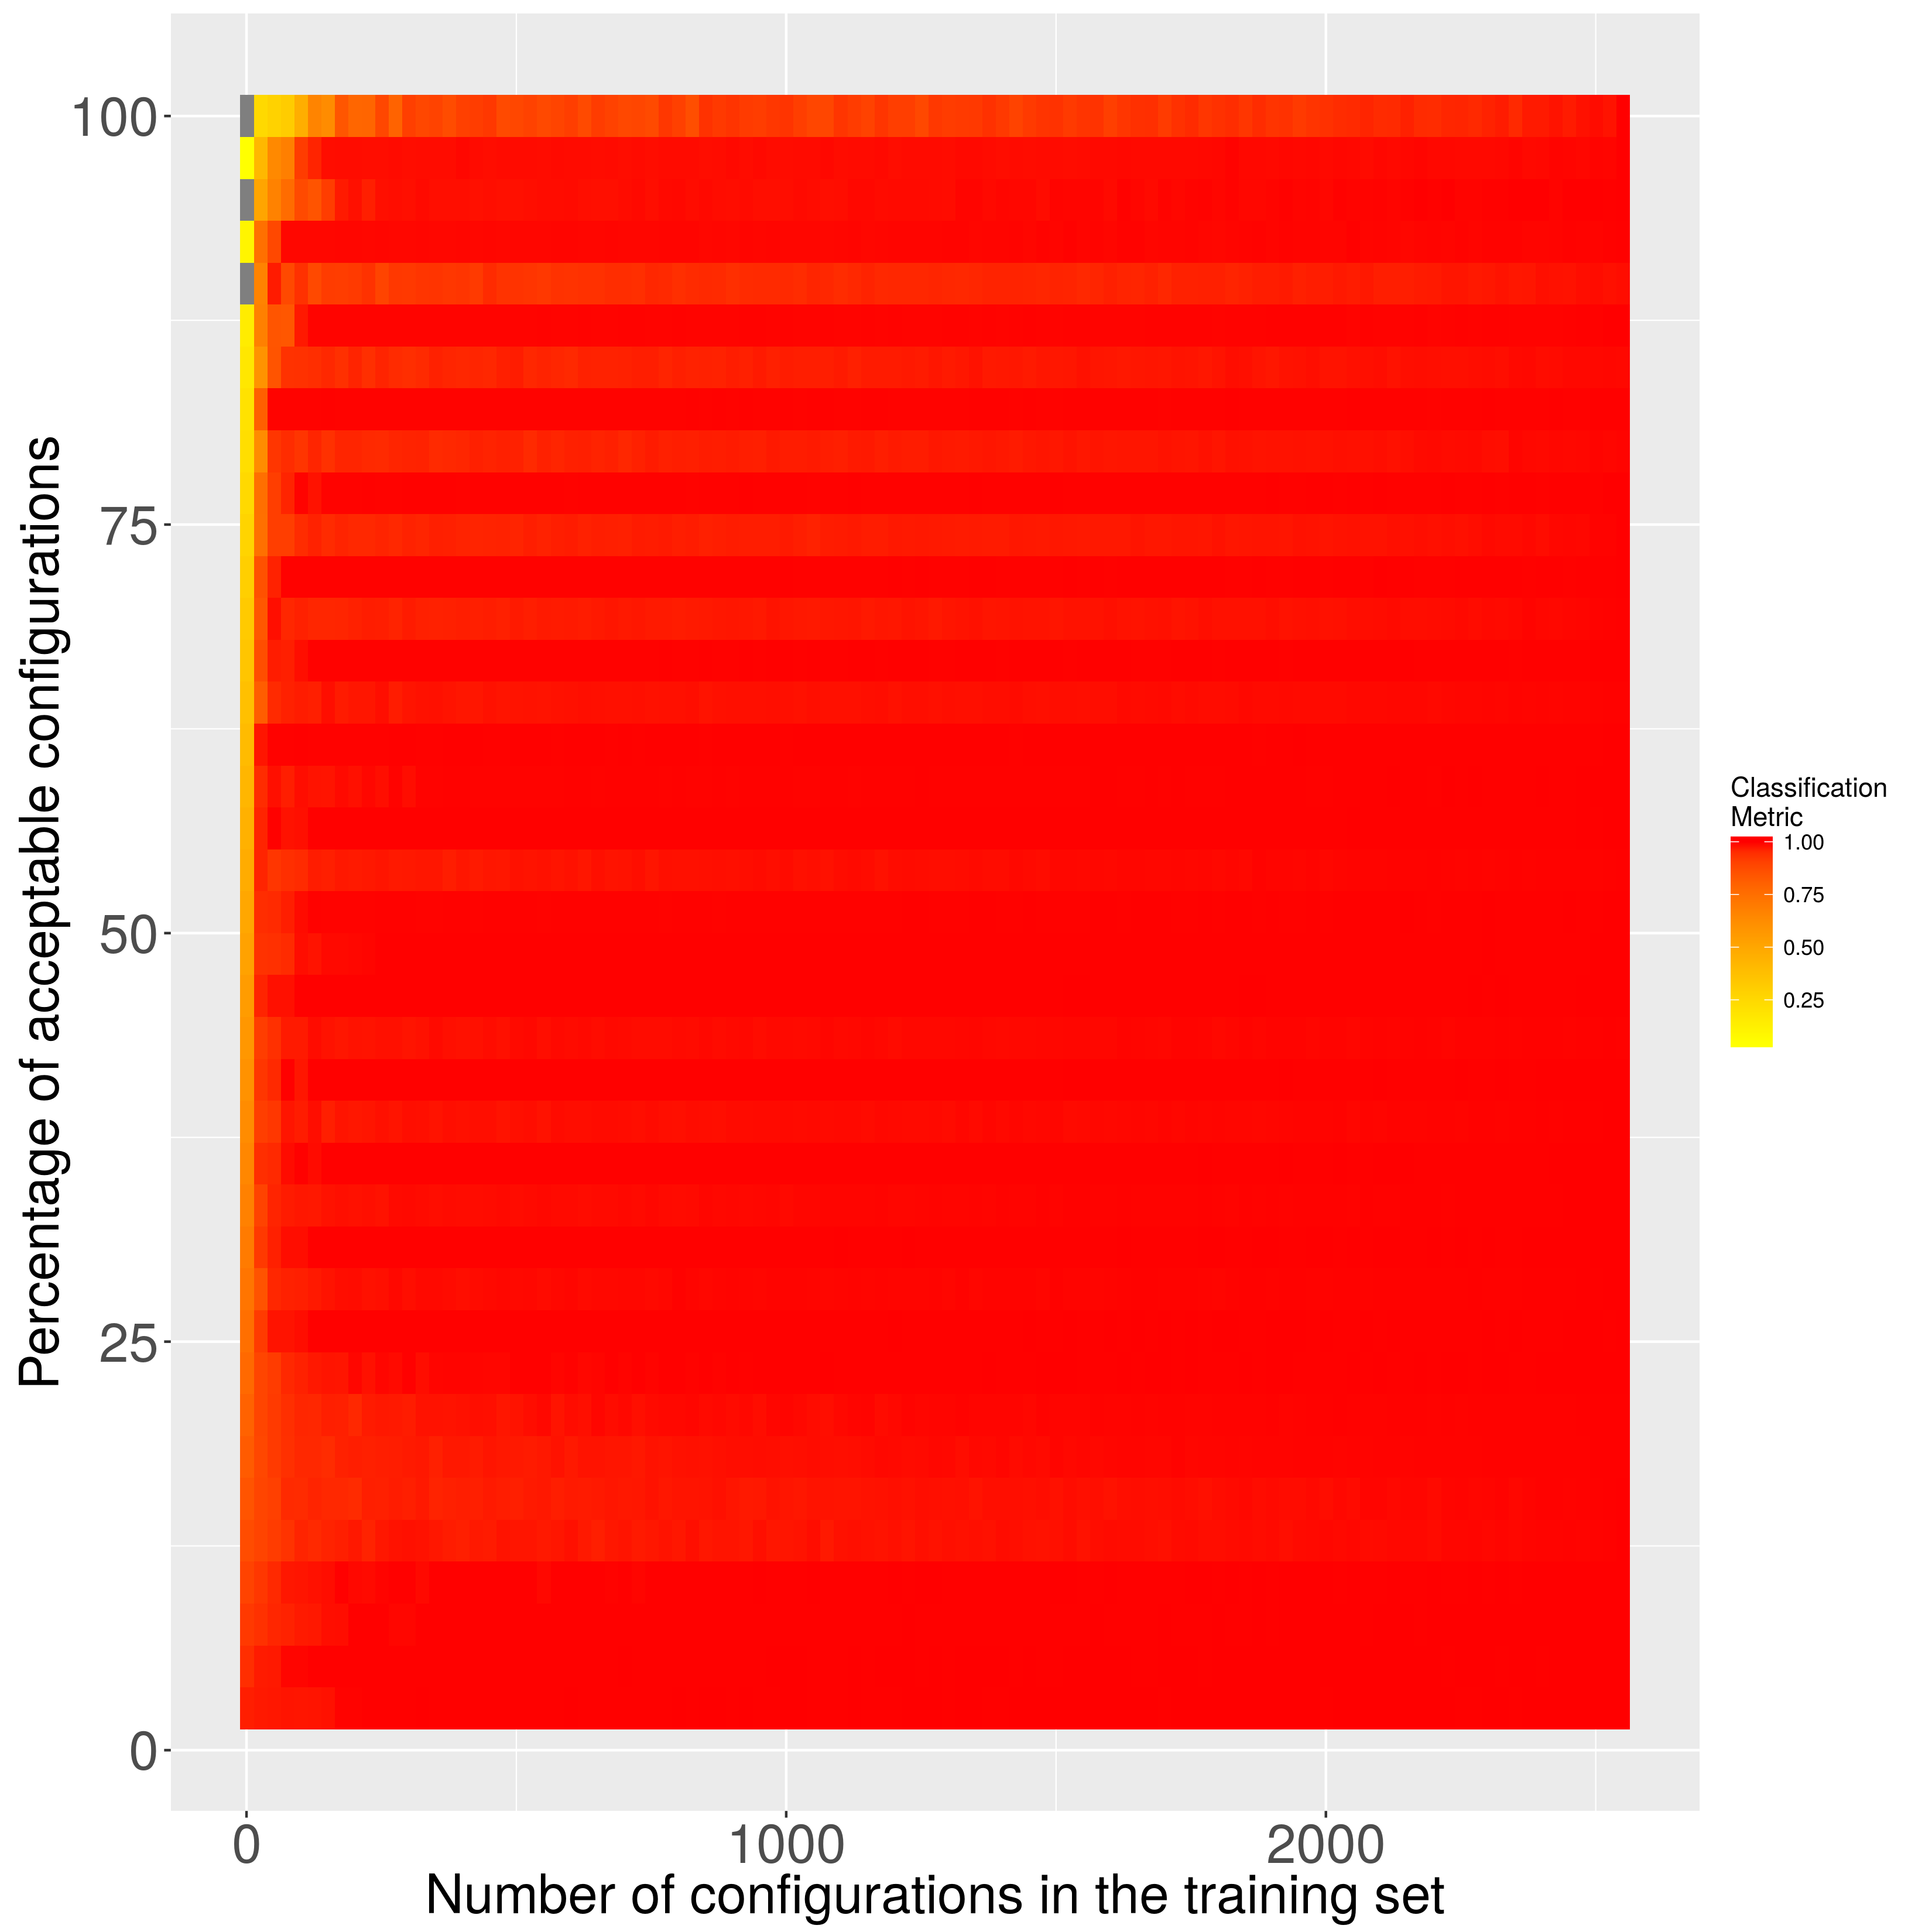 Percentage of acceptable configurations
100
75
50
25
0
0 1000 2000
Number of configurations in the training set
Classification
Metric
1.00
0.75
0.50
0.25